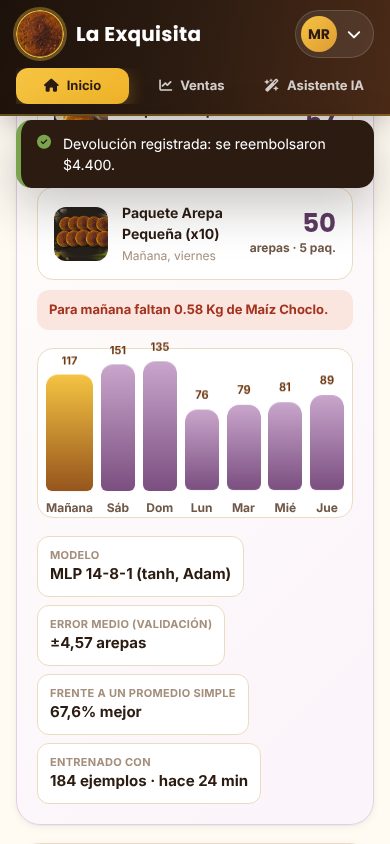 La Exquisita
MR
Inicio
Ventas
Asistente IA
Devolución registrada: se reembolsaron
$4.400.
Paquete Arepa
Pequeña (x10)
Mañana, viernes
50
arepas · 5 paq.
Para mañana faltan 0.58 Kg de Maíz Choclo.
117
151
135
76
79
81
89
Mañana
Sáb
Dom
Lun
Mar
Mié
Jue
MODELO
MLP 14-8-1 (tanh, Adam)
ERROR MEDIO (VALIDACIÓN)
±4,57 arepas
FRENTE A UN PROMEDIO SIMPLE
67,6% mejor
ENTRENADO CON
184 ejemplos · hace 24 min